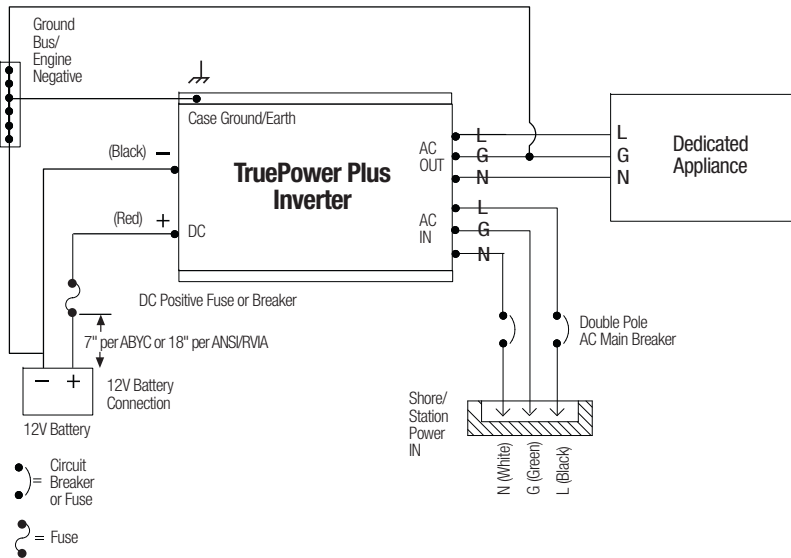 Ground
Bus/
Engine
Negative
Case Ground/Earth
(Black) –
TruePower Plus
Inverter
AC
OUT
L
G
N
L
G
N
Dedicated
Appliance
(Red) +
DC
AC
IN
L
G
N
DC Positive Fuse or Breaker
7" per ABYC or 18" per ANSI/RVIA
Double Pole
AC Main Breaker
– +
12V Battery
Connection
12V Battery
Shore/
Station
Power
IN
N (White)
G (Green)
L (Black)
= Circuit
Breaker
or Fuse
= Fuse